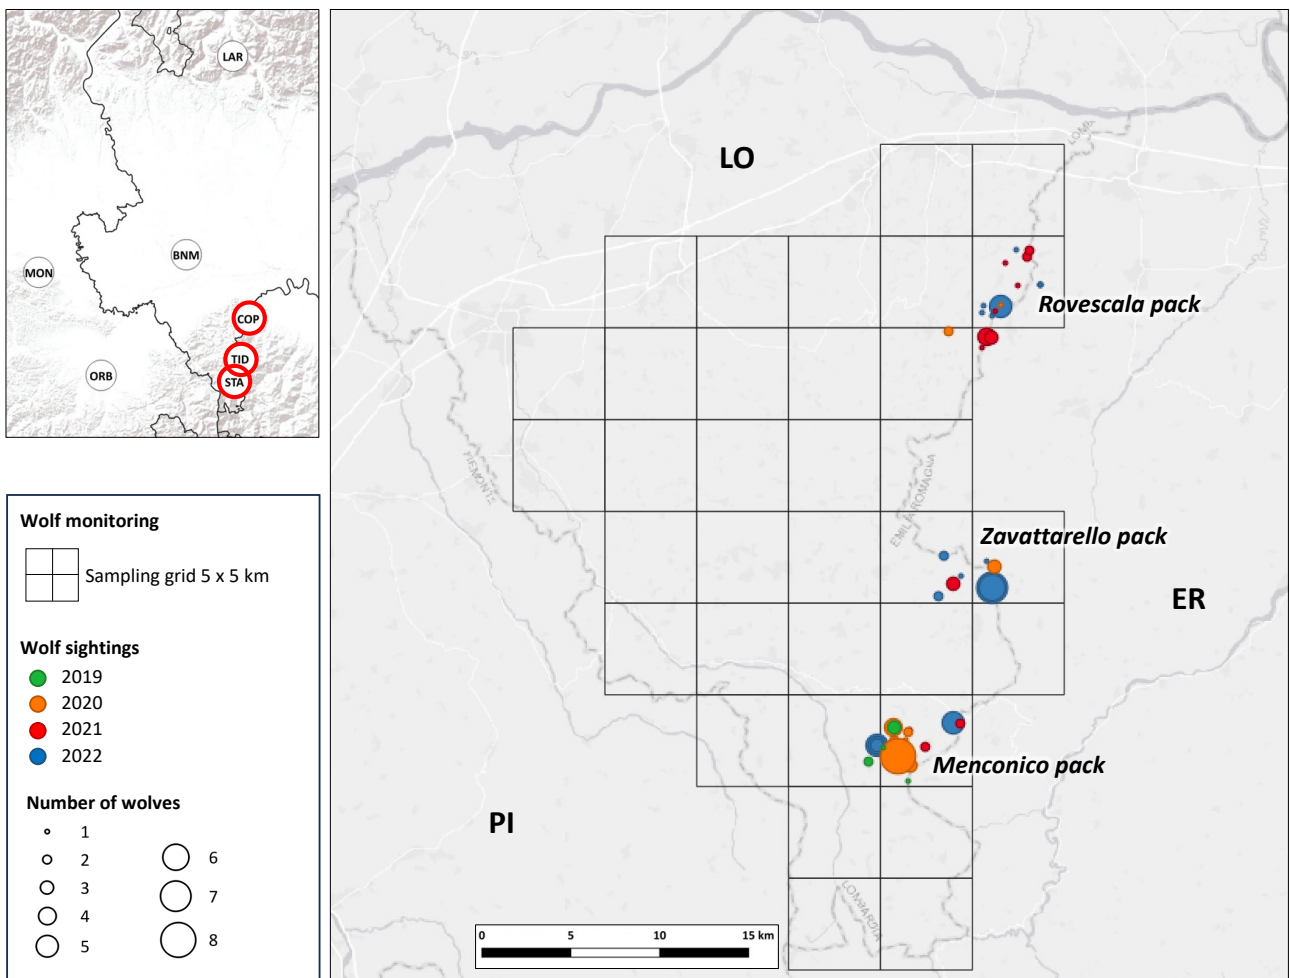 LAR
BNM
MON
COP
TID
ORB
STA
Wolf monitoring
Sampling grid 5 x 5 km
Wolf sightings
2019
2020
2021
2022
Number of wolves
1
2
3
4
5
6
7
8
LO
LOMB
Rovescala pack
PIEMONTE
EMILIA-ROMAGNA
Zavattarello pack
ER
Menconico pack
PI
LOMBARDIA
0 5 10 15 km